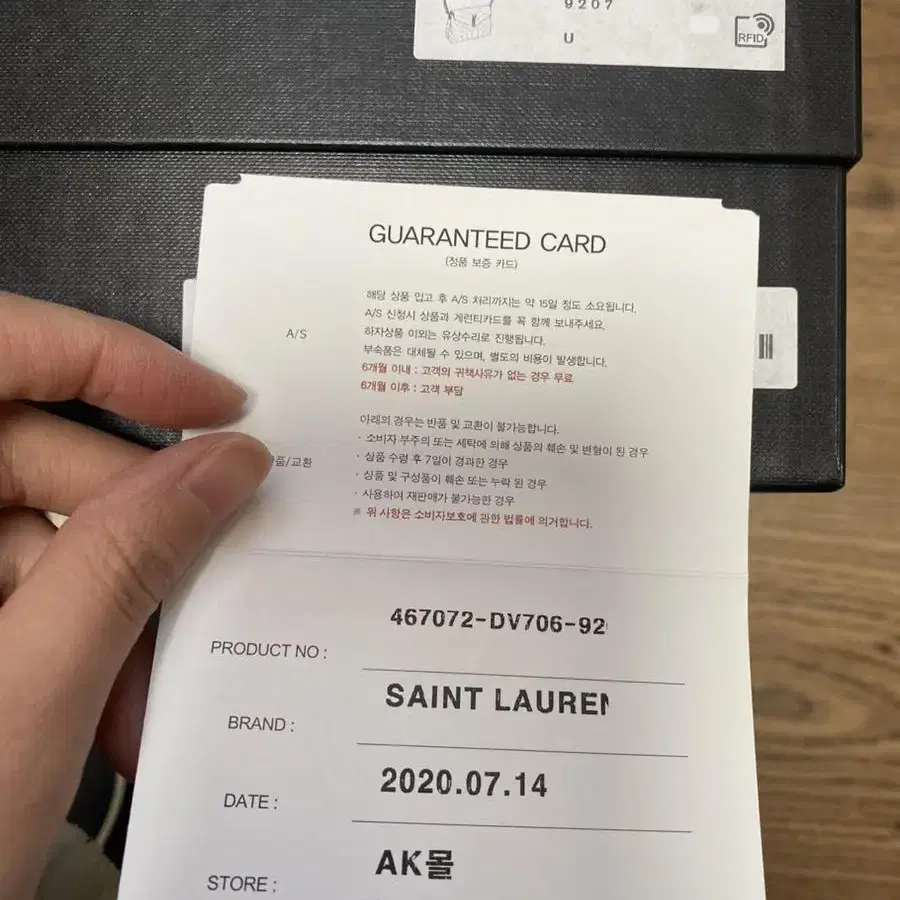 9207
U
RFID
GUARANTEED CARD
(정품 보증 카드)
해당 상품 입고 후 A/S 처리까지는 약 15일 정도 소요됩니다.
A/S 신청시 상품과 게런티카드를 꼭 함께 보내주세요.
A/S
하자상품 이외는 유상수리로 진행됩니다.
부속품은 대체될 수 있으며, 별도의 비용이 발생합니다.
6개월 이내 : 고객의 귀책사유가 없는 경우 무료
6개월 이후 : 고객 부담
아래의 경우는 반품 및 교환이 불가능합니다.
· 소비자 부주의 또는 세탁에 의해 상품의 훼손 및 변형이 된 경우
품/교환
· 상품 수령 후 7일이 경과한 경우
· 상품 및 구성품이 훼손 또는 누락 된 경우
· 사용하여 재판매가 불가능한 경우
※ 위 사항은 소비자보호에 관한 법률에 의거합니다.
467072-DV706-92
PRODUCT NO :
SAINT LAUREN
BRAND :
2020.07.14
DATE :
AK몰
STORE :